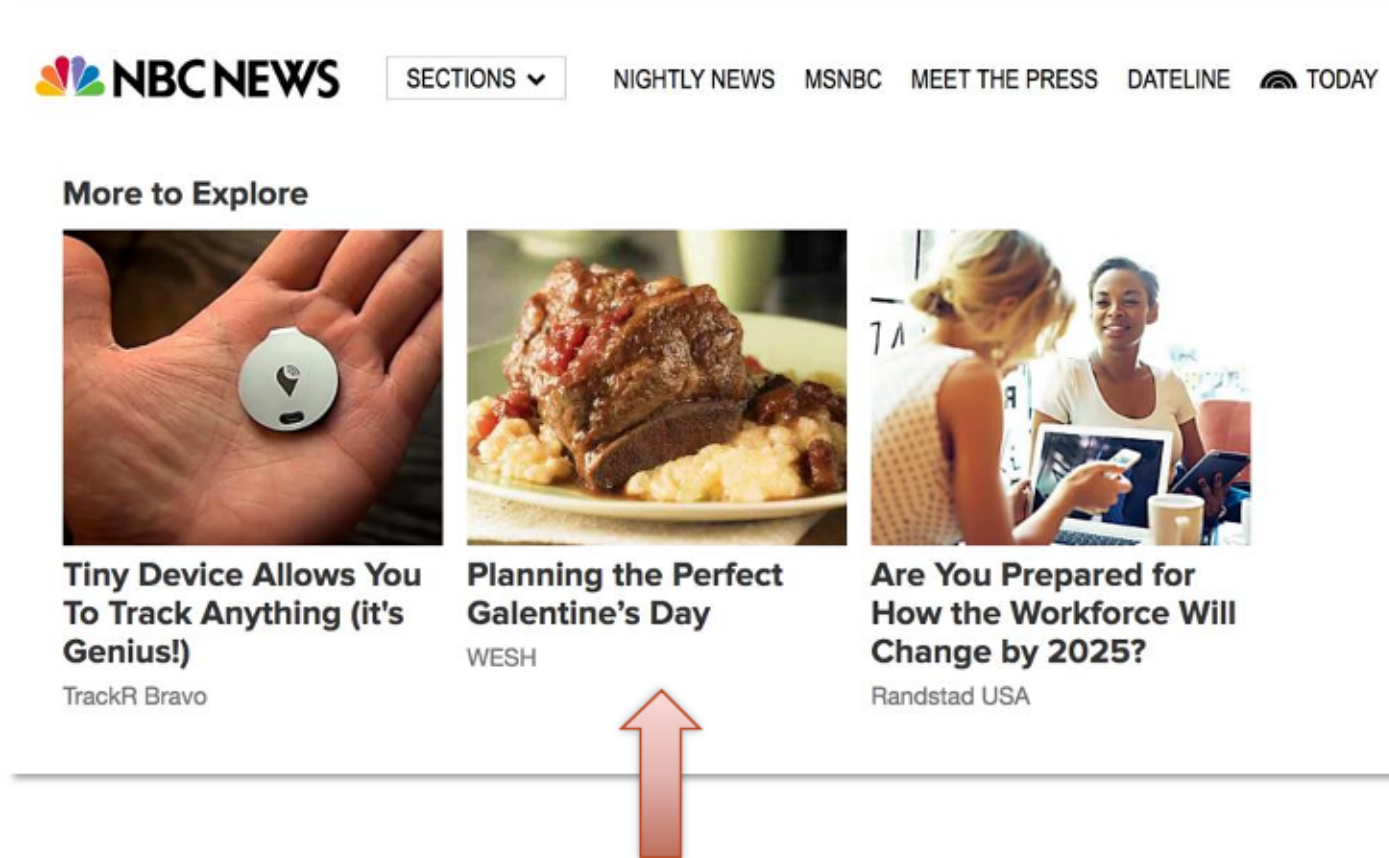 NBC NEWS SECTIONS NIGHTLY NEWS MSNBC MEET THE PRESS DATELINE TODAY
More to Explore
Tiny Device Allows You
To Track Anything (it's
Genius!)
TrackR Bravo
Planning the Perfect
Galentine’s Day
WESH
Are You Prepared for
How the Workforce Will
Change by 2025?
Randstad USA